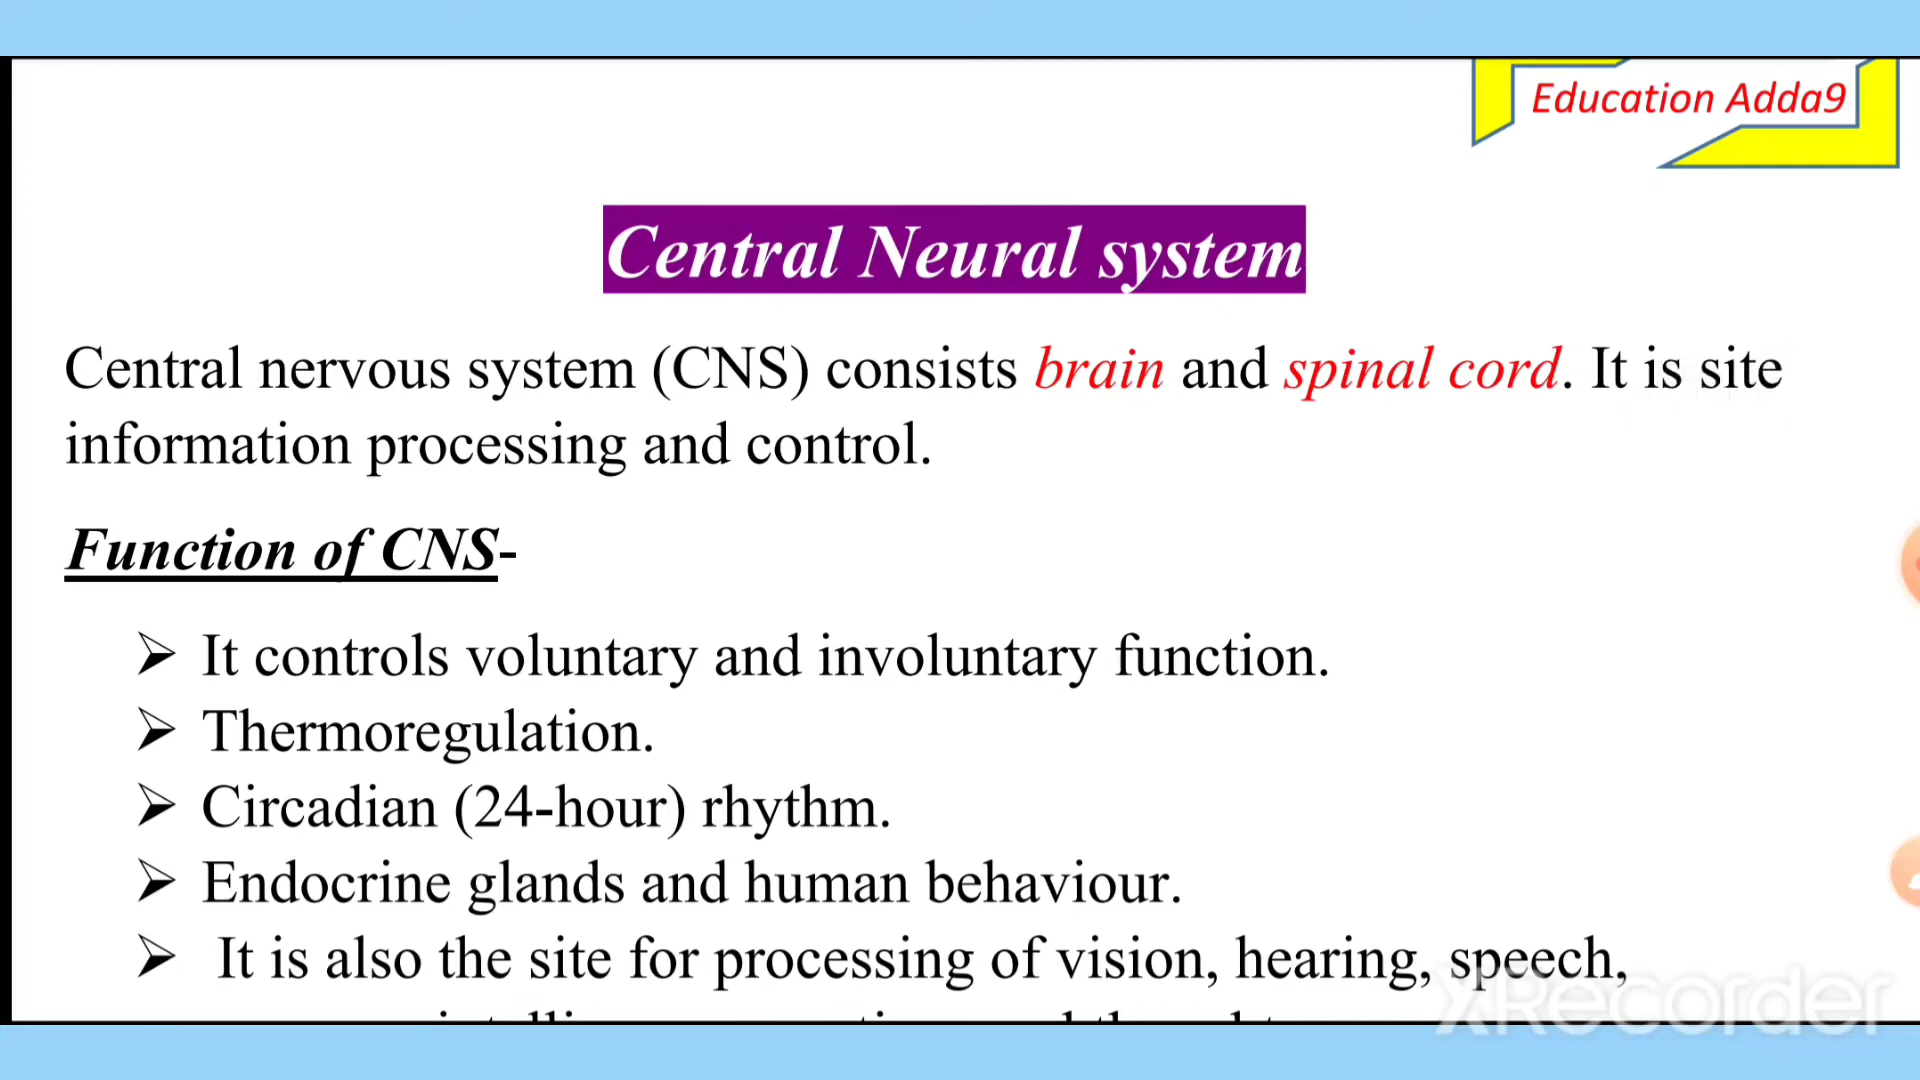 Education Adda9
Central Neural system
Central nervous system (CNS) consists brain and spinal cord. It is site
information processing and control.
Function of CNS-
➢ It controls voluntary and involuntary function.
➢ Thermoregulation.
➢ Circadian (24-hour) rhythm.
➢ Endocrine glands and human behaviour.
➢ It is also the site for processing of vision, hearing, speech,
XRecorder